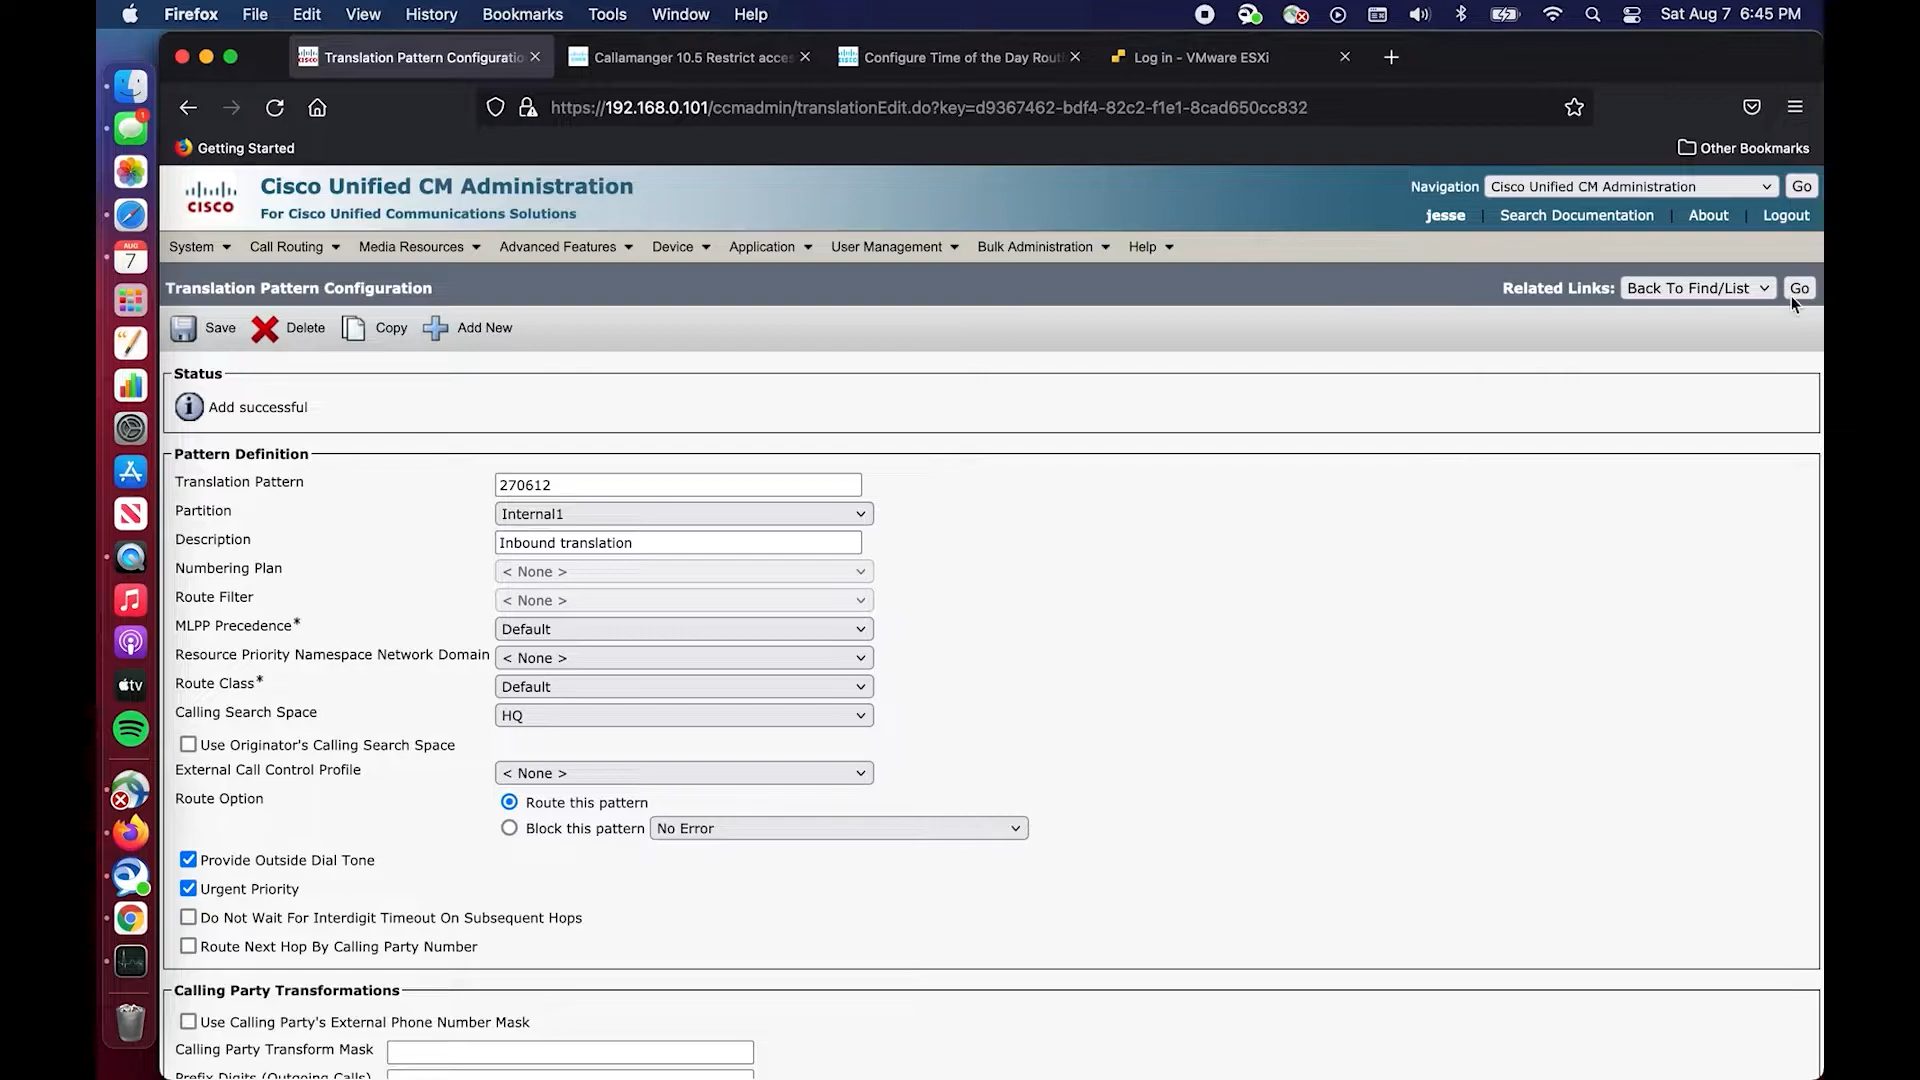 Firefox File Edit View History Bookmarks Tools Window Help Sat Aug 7 6:45 PM
Translation Pattern Configuratio Callamanger 10.5 Restrict acces Configure Time of the Day Routi Log in - VMware ESXi
https://192.168.0.101/ccmadmin/translationEdit.do?key=d9367462-bdf4-82c2-f1e1-8cad650cc832
Getting Started Other Bookmarks
CISCO Cisco Unified CM Administration Navigation Cisco Unified CM Administration Go
For Cisco Unified Communications Solutions jesse | Search Documentation | About | Logout
System Call Routing Media Resources Advanced Features Device Application User Management Bulk Administration Help
Translation Pattern Configuration Related Links: Back To Find/List Go
Save Delete Copy Add New
Status
Add successful
Pattern Definition
Translation Pattern 270612
Partition Internal1
Description Inbound translation
Numbering Plan < None >
Route Filter < None >
MLPP Precedence* Default
Resource Priority Namespace Network Domain < None >
Route Class* Default
Calling Search Space HQ
Use Originator's Calling Search Space
External Call Control Profile < None >
Route Option Route this pattern
Block this pattern No Error
Provide Outside Dial Tone
Urgent Priority
Do Not Wait For Interdigit Timeout On Subsequent Hops
Route Next Hop By Calling Party Number
Calling Party Transformations
Use Calling Party's External Phone Number Mask
Calling Party Transform Mask
Prefix Digits (Outgoing Calls)
1
AUG
7
tv